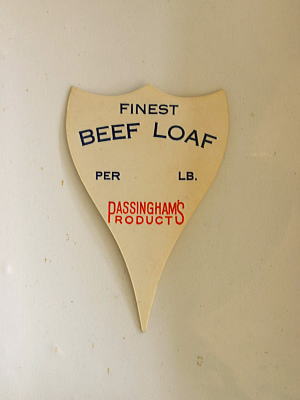 FINEST
BEEF LOAF
PER LB.
PASSINGHAM'S
PRODUCTS